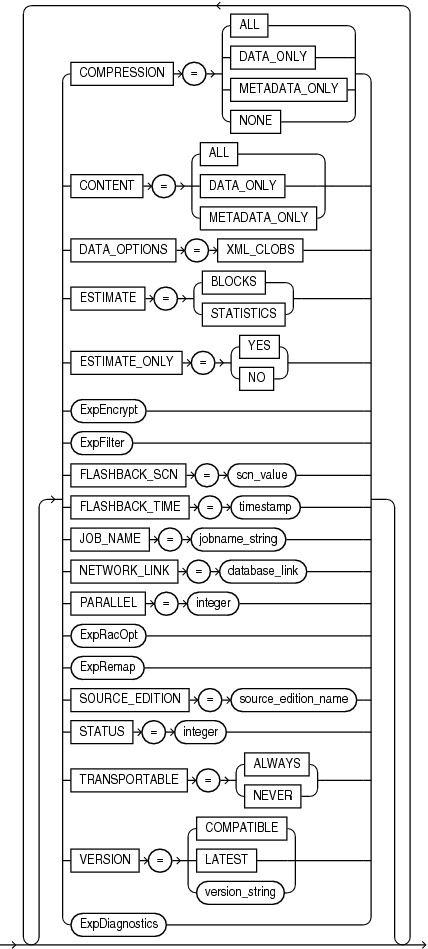 ALL
DATA_ONLY
COMPRESSION = METADATA_ONLY
NONE
ALL
CONTENT = DATA_ONLY
METADATA_ONLY
DATA_OPTIONS = XML_CLOBS
BLOCKS
ESTIMATE =
STATISTICS
YES
ESTIMATE_ONLY =
NO
ExpEncrypt
ExpFilter
FLASHBACK_SCN = scn_value
FLASHBACK_TIME = timestamp
JOB_NAME = jobname_string
NETWORK_LINK = database_link
PARALLEL = integer
ExpRacOpt
ExpRemap
SOURCE_EDITION = source_edition_name
STATUS = integer
ALWAYS
TRANSPORTABLE =
NEVER
COMPATIBLE
VERSION = LATEST
version_string
ExpDiagnostics